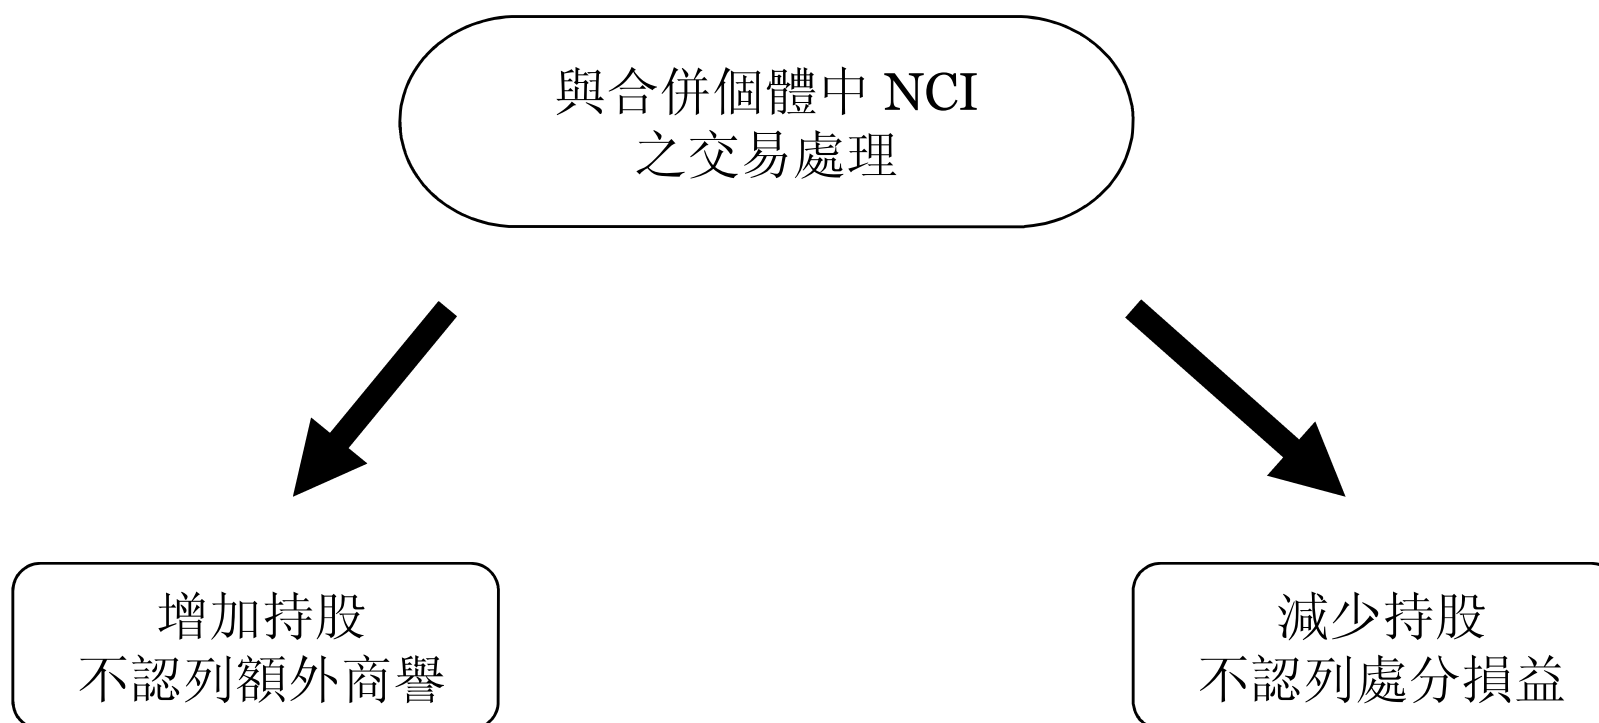 與合併個體中 NCI
之交易處理
增加持股
不認列額外商譽
減少持股
不認列處分損益